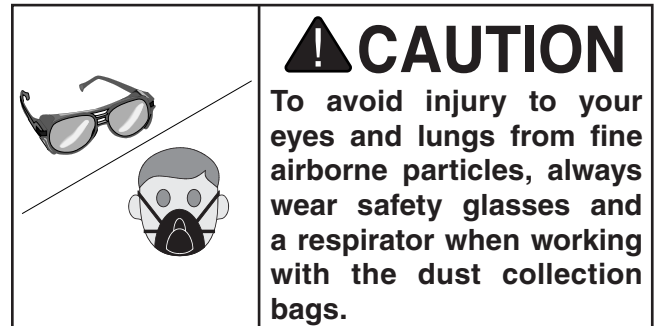 CAUTION
To avoid injury to your
eyes and lungs from fine
airborne particles, always
wear safety glasses and
a respirator when working
with the dust collection
bags.